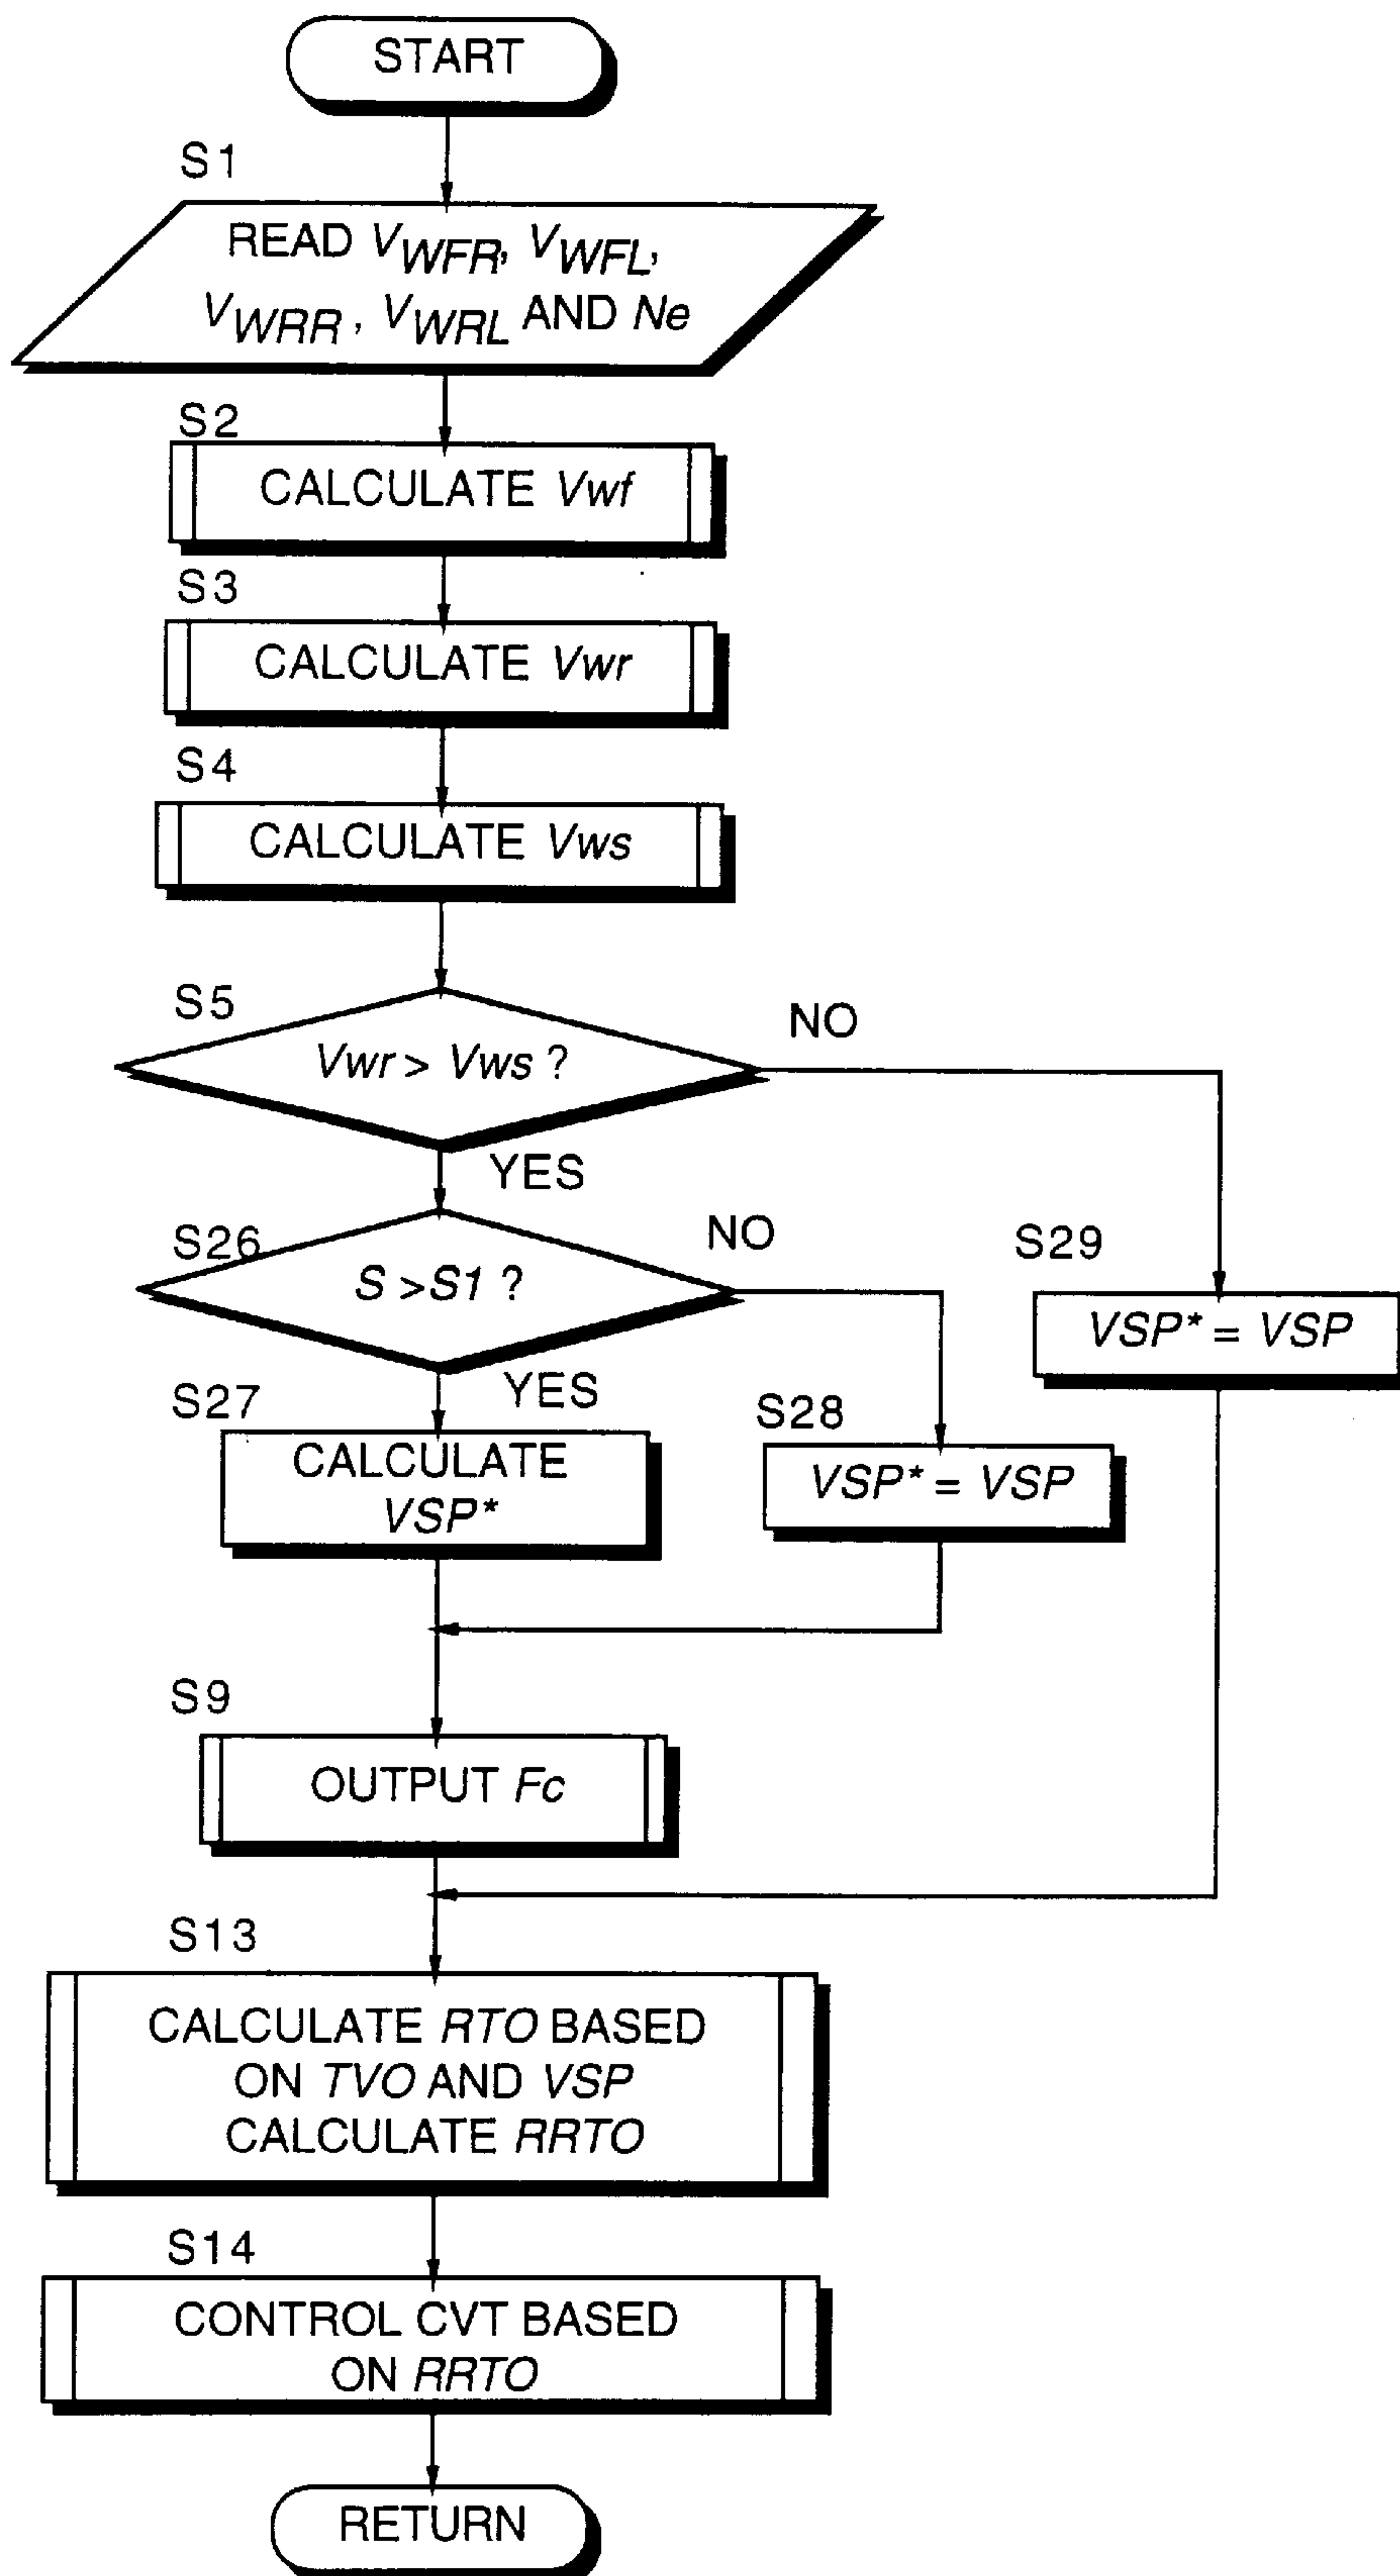 START
S1
READ VWFR, VWFL,
VWRR, VWRL AND Ne
S2
CALCULATE Vwf
S3
CALCULATE Vwr
S4
CALCULATE Vws
S5
Vwr > Vws ?
NO
YES
S26
S >S1 ?
NO
S29
VSP* = VSP
YES
S27
CALCULATE
VSP*
S28
VSP* = VSP
S9
OUTPUT Fc
S13
CALCULATE RTO BASED
ON TVO AND VSP
CALCULATE RRTO
S14
CONTROL CVT BASED
ON RRTO
RETURN